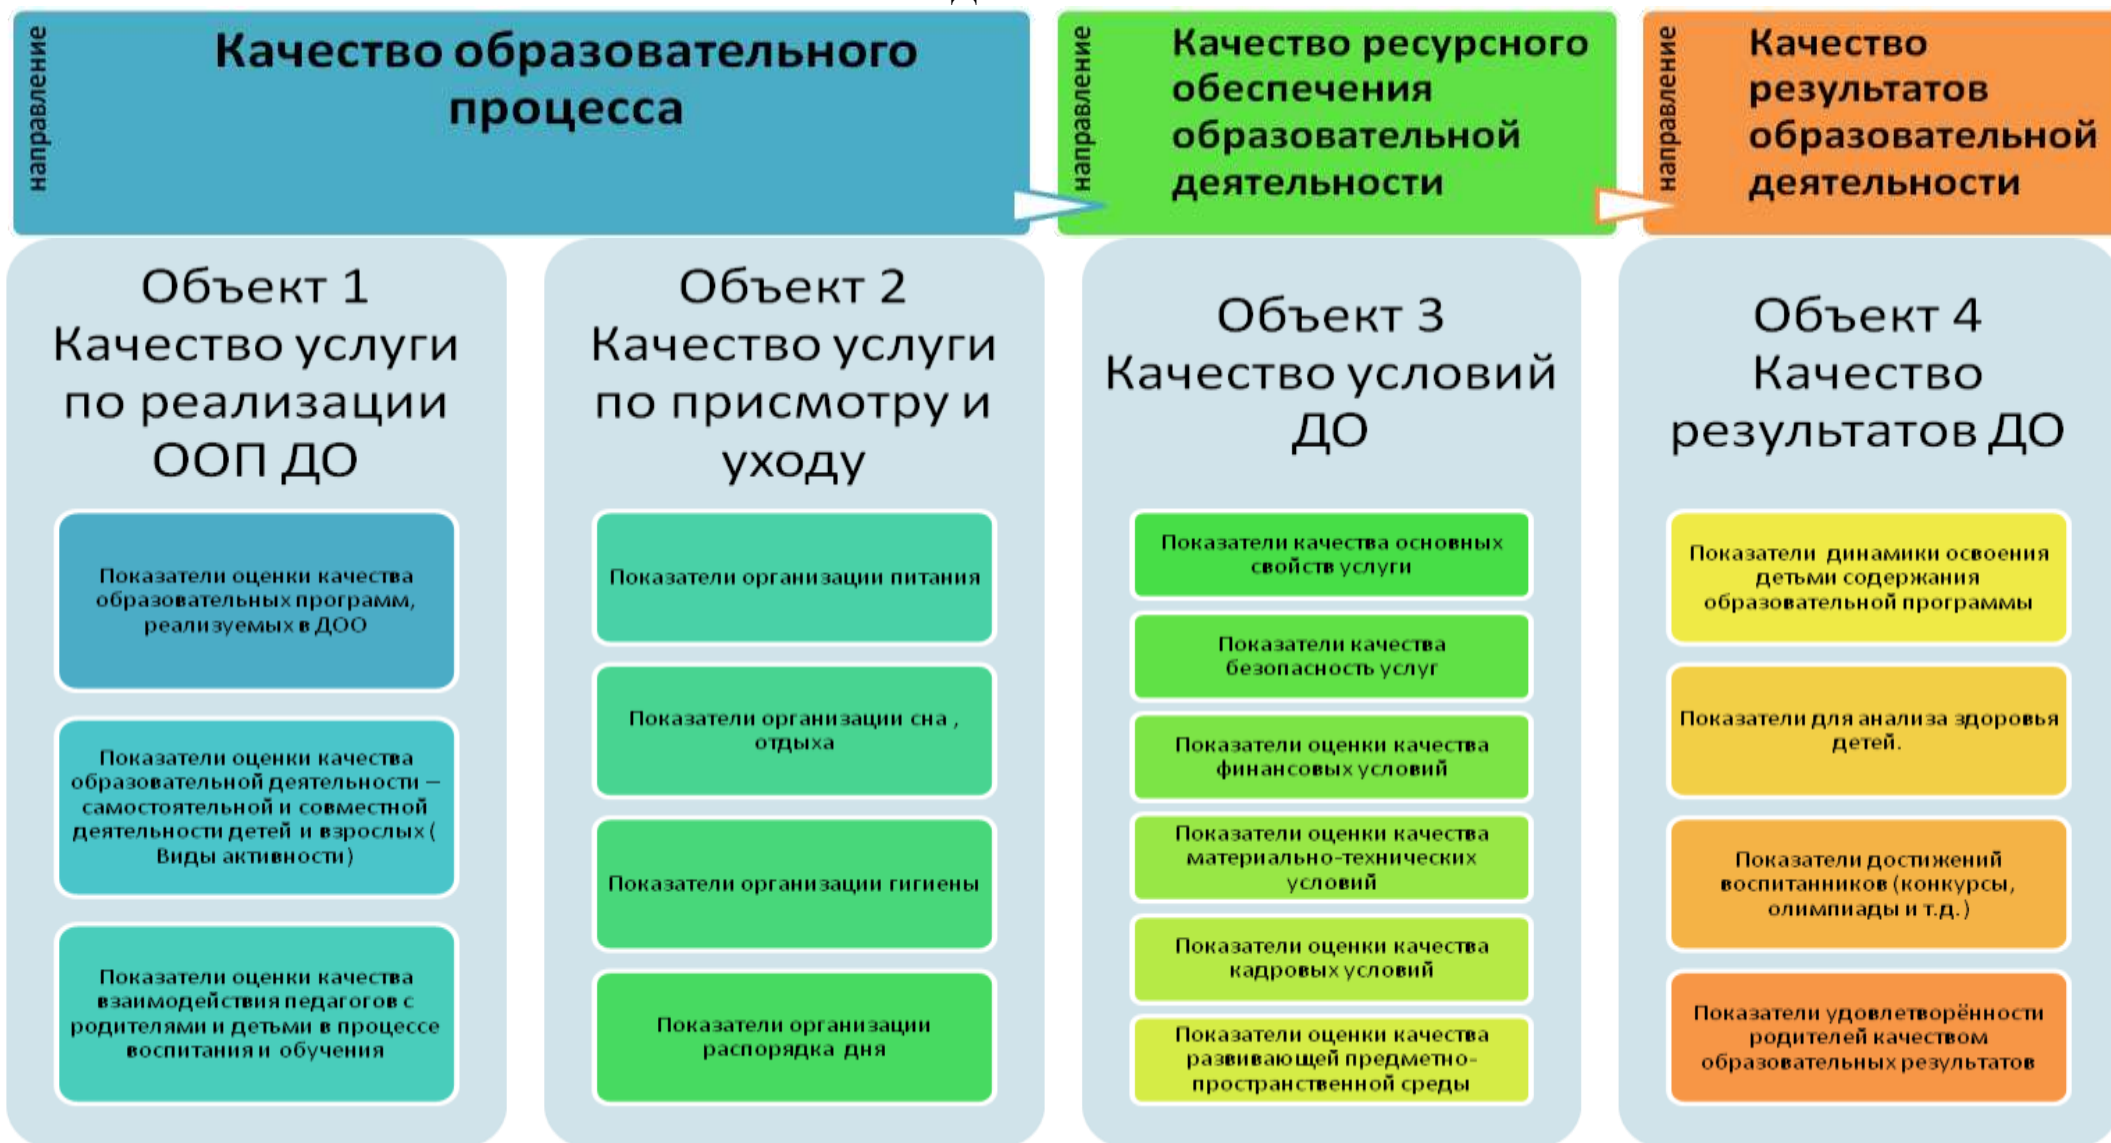 направление
Качество образовательного
процесса
направление
Качество ресурсного
обеспечения
образовательной
деятельности
направление
Качество
результатов
образовательной
деятельности
Объект 1
Качество услуги
по реализации
ООП ДО
Показатели оценки качества
образовательных программ,
реализуемых в ДОО
Показатели оценки качества
образовательной деятельности –
самостоятельной и совместной
деятельности детей и взрослых (
Виды активности)
Показатели оценки качества
взаимодействия педагогов с
родителями и детьми в процессе
воспитания и обучения
Объект 2
Качество услуги
по присмотру и
уходу
Показатели организации питания
Показатели организации сна ,
отдыха
Показатели организации гигиены
Показатели организации
распорядка дня
Объект 3
Качество условий
ДО
Показатели качества основных
свойств услуги
Показатели качества
безопасность услуг
Показатели оценки качества
финансовых условий
Показатели оценки качества
материально-технических
условий
Показатели оценки качества
кадровых условий
Показатели оценки качества
развивающей предметно-
пространственной среды
Объект 4
Качество
результатов ДО
Показатели динамики освоения
детьми содержания
образовательной программы
Показатели для анализа здоровья
детей.
Показатели достижений
воспитанников (конкурсы,
олимпиады и т.д.)
Показатели удовлетворённости
родителей качеством
образовательных результатов